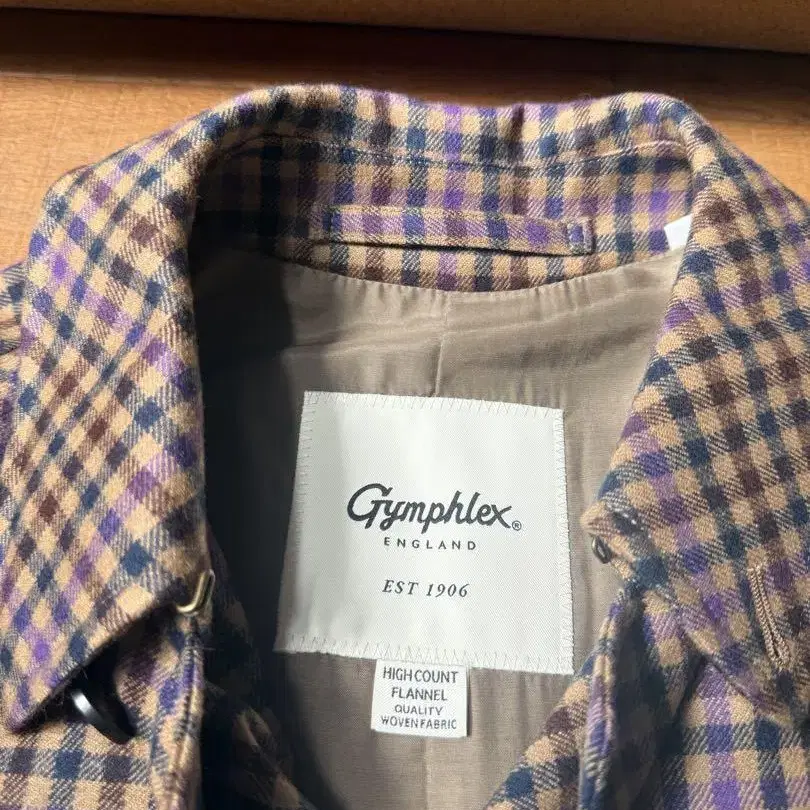 Gymphlex®
ENGLAND
EST 1906
HIGH COUNT
FLANNEL
QUALITY
WOVEN FABRIC